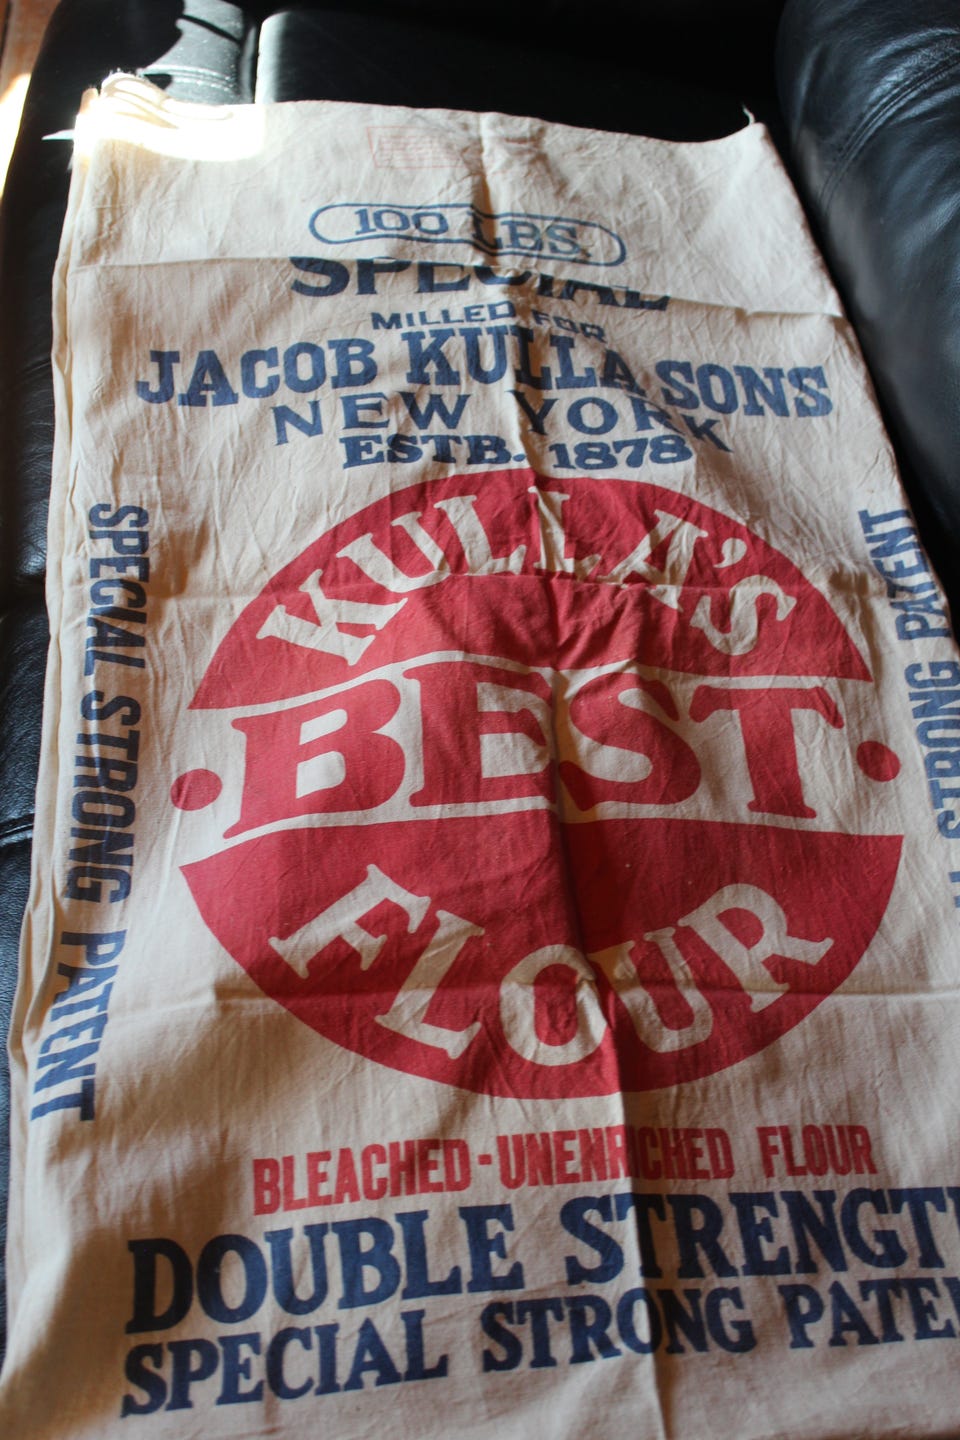 100 LBS.
SPECIAL
MILLED FOR
JACOB KULLA SONS
NEW YORK
ESTB. 1878
KULLA'S
BEST
FLOUR
BLEACHED-UNENRICHED FLOUR
DOUBLE STRENGT
SPECIAL STRONG PATE
SPECIAL STRONG PATENT
STRONG PATENT